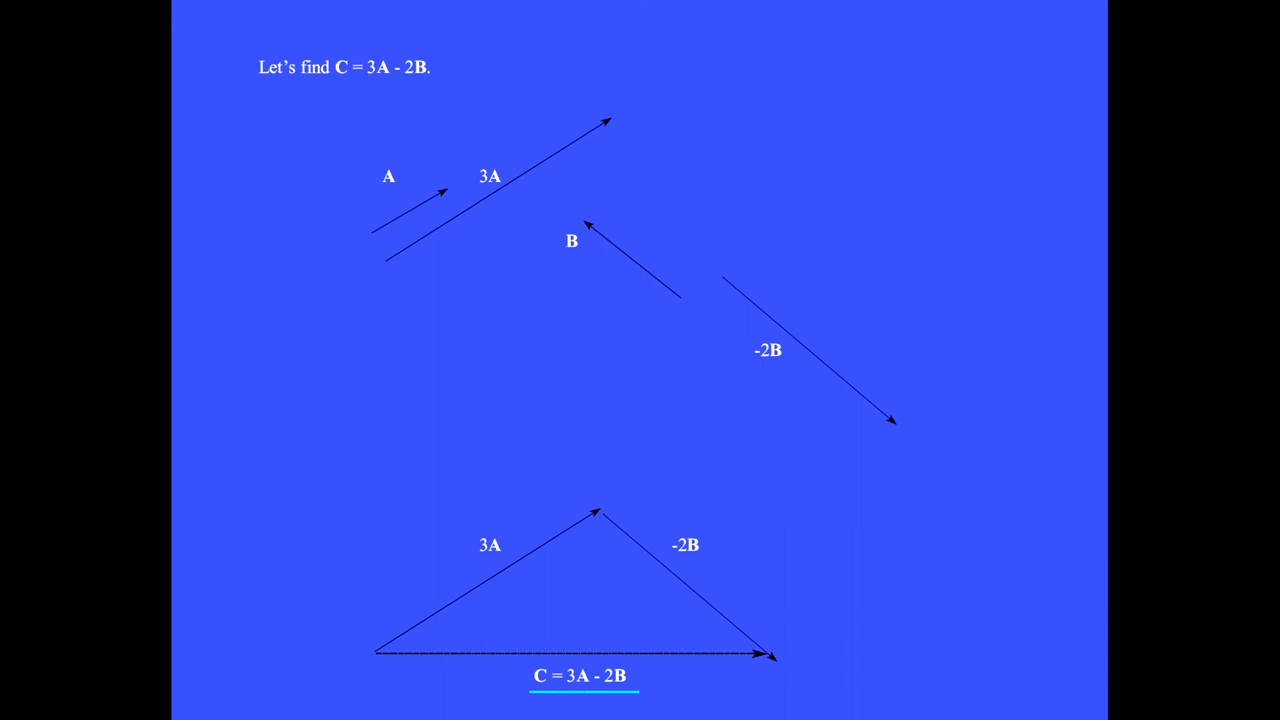 Let’s find C = 3A - 2B.
A
3A
B
-2B
3A
-2B
C = 3A - 2B